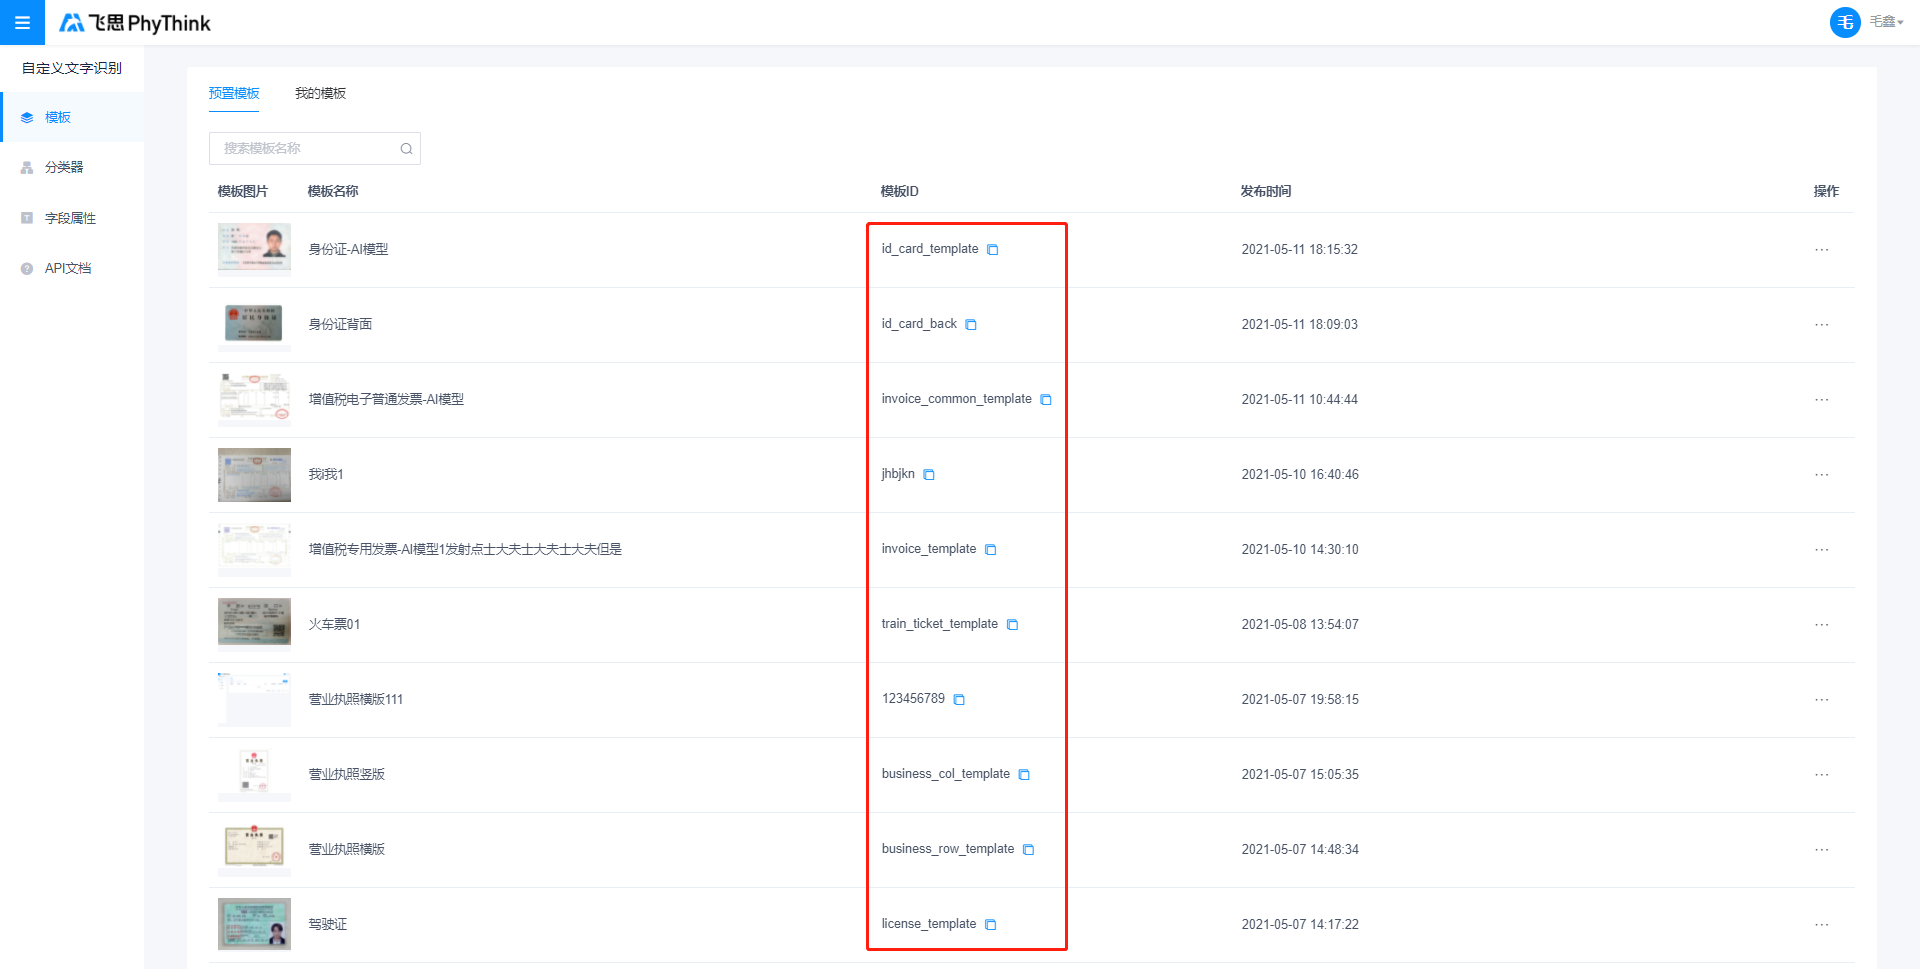 飞思PhyThink
毛 毛鑫
自定义文字识别
模板
分类器
字段属性
API文档
预置模板 我的模板
搜索模板名称
模板图片 模板名称 模板ID 发布时间 操作
身份证-AI模型 id_card_template 2021-05-11 18:15:32 ...
身份证背面 id_card_back 2021-05-11 18:09:03 ...
增值税电子普通发票-AI模型 invoice_common_template 2021-05-11 10:44:44 ...
我i我1 jhbjkn 2021-05-10 16:40:46 ...
增值税专用发票-AI模型1发射点士大夫士大夫士大夫但是 invoice_template 2021-05-10 14:30:10 ...
火车票01 train_ticket_template 2021-05-08 13:54:07 ...
营业执照横版111 123456789 2021-05-07 19:58:15 ...
营业执照竖版 business_col_template 2021-05-07 15:05:35 ...
营业执照横版 business_row_template 2021-05-07 14:48:34 ...
驾驶证 license_template 2021-05-07 14:17:22 ...